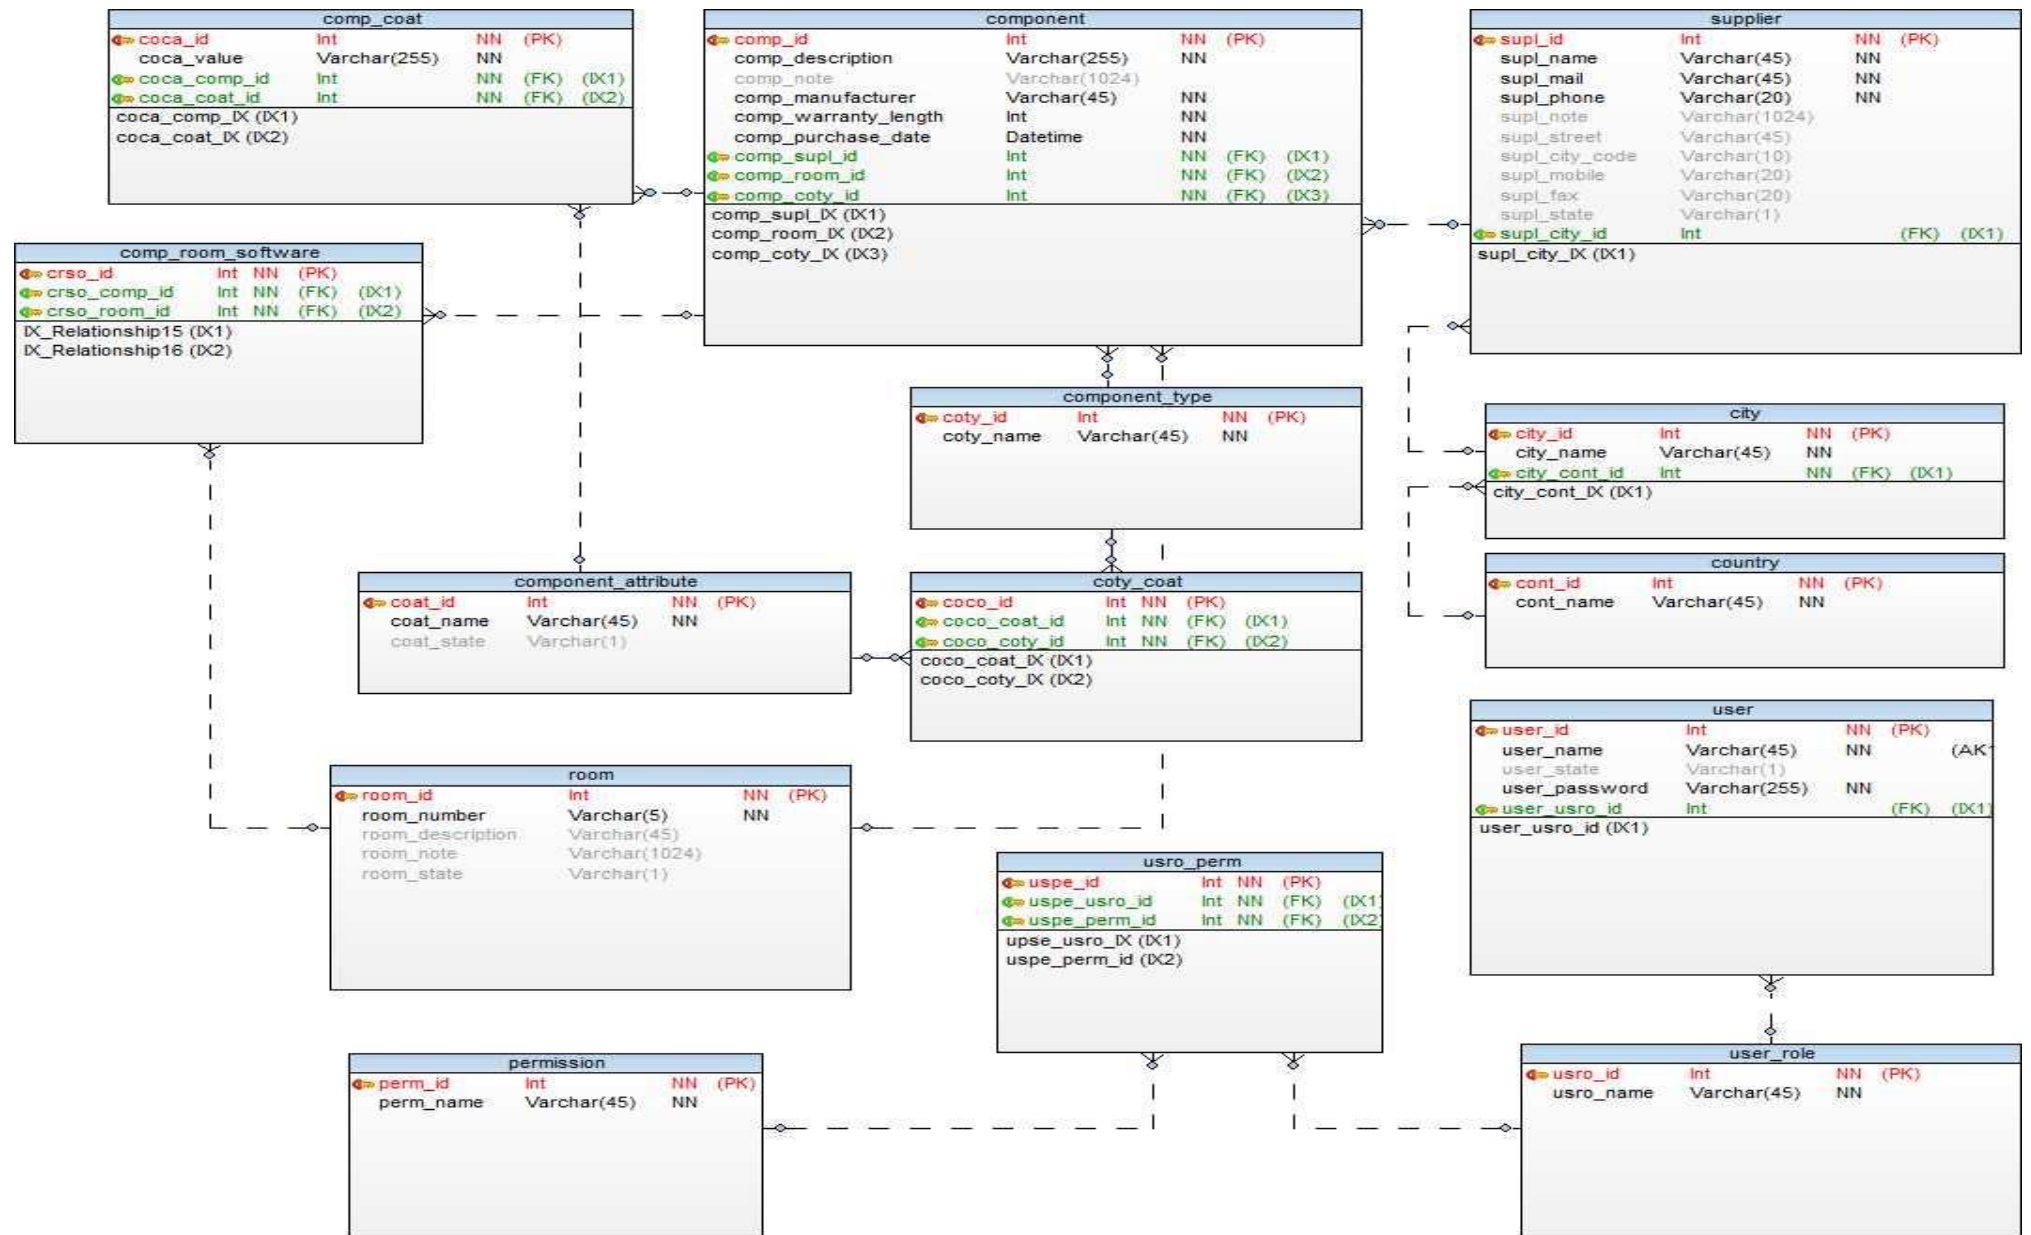 comp_coat
coca_id Int NN (PK)
coca_value Varchar(255) NN
coca_comp_id Int NN (FK) (IX1)
coca_coat_id Int NN (FK) (IX2)
coca_comp_IX (IX1)
coca_coat_IX (IX2)
component
comp_id Int NN (PK)
comp_description Varchar(255) NN
comp_note Varchar(1024)
comp_manufacturer Varchar(45) NN
comp_warranty_length Int NN
comp_purchase_date Datetime NN
comp_supl_id Int NN (FK) (IX1)
comp_room_id Int NN (FK) (IX2)
comp_coty_id Int NN (FK) (IX3)
comp_supl_IX (IX1)
comp_room_IX (IX2)
comp_coty_IX (IX3)
supplier
supl_id Int NN (PK)
supl_name Varchar(45) NN
supl_mail Varchar(45) NN
supl_phone Varchar(20) NN
supl_note Varchar(1024)
supl_street Varchar(45)
supl_city_code Varchar(10)
supl_mobile Varchar(20)
supl_fax Varchar(20)
supl_state Varchar(1)
supl_city_id Int (FK) (IX1)
supl_city_IX (IX1)
comp_room_software
crso_id Int NN (PK)
crso_comp_id Int NN (FK) (IX1)
crso_room_id Int NN (FK) (IX2)
IX_Relationship15 (IX1)
IX_Relationship16 (IX2)
component_type
coty_id Int NN (PK)
coty_name Varchar(45) NN
city
city_id Int NN (PK)
city_name Varchar(45) NN
city_cont_id Int NN (FK) (IX1)
city_cont_IX (IX1)
country
cont_id Int NN (PK)
cont_name Varchar(45) NN
component_attribute
coat_id Int NN (PK)
coat_name Varchar(45) NN
coat_state Varchar(1)
coty_coat
coco_id Int NN (PK)
coco_coat_id Int NN (FK) (IX1)
coco_coty_id Int NN (FK) (IX2)
coco_coat_IX (IX1)
coco_coty_IX (IX2)
user
user_id Int NN (PK)
user_name Varchar(45) NN (AK1
user_state Varchar(1)
user_password Varchar(255) NN
user_usro_id Int (FK) (IX1)
user_usro_id (IX1)
room
room_id Int NN (PK)
room_number Varchar(5) NN
room_description Varchar(45)
room_note Varchar(1024)
room_state Varchar(1)
usro_perm
uspe_id Int NN (PK)
uspe_usro_id Int NN (FK) (IX1)
uspe_perm_id Int NN (FK) (IX2
upse_usro_IX (IX1)
uspe_perm_id (IX2)
permission
perm_id Int NN (PK)
perm_name Varchar(45) NN
user_role
usro_id Int NN (PK)
usro_name Varchar(45) NN